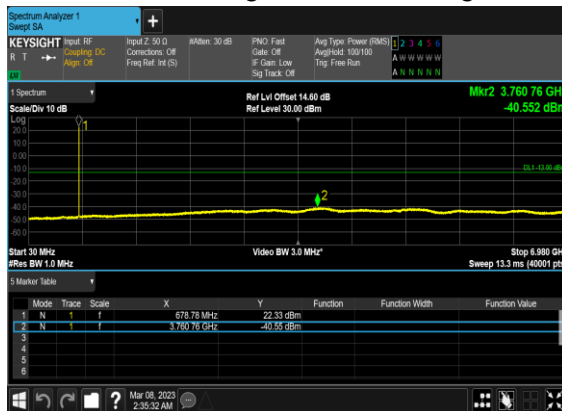 Spectrum Analyzer 1
Swept SA
+
KEYSIGHT Input: RF Input Z: 50 Ω #Atten: 30 dB PNO: Fast Avg Type: Power (RMS) 1 2 3 4 5 6
R T Coupling: DC Corrections: Off Gate: Off Avg|Hold: 100/100 A W W W W W
Align: Off Freq Ref: Int (S) IF Gain: Low Trig: Free Run
Sig Track: Off A N N N N N
LXI
1 Spectrum
Ref Lvl Offset 14.60 dB Mkr2 3.760 76 GH
Scale/Div 10 dB Ref Level 30.00 dBm -40.552 dB
Log
1
20.0
10.0
0.00
-10.0
DL1 -13.00 dB
-20.0
-30.0
2
-40.0
-50.0
-60.0
Start 30 MHz Video BW 3.0 MHz* Stop 6.980 GH
#Res BW 1.0 MHz Sweep 13.3 ms (40001 pts
5 Marker Table
Mode Trace Scale X Y Function Function Width Function Value
1 N 1 f 678.78 MHz 22.33 dBm
2 N 1 f 3.760 76 GHz -40.55 dBm
3
4
5
6
? Mar 08, 2023
2:35:32 AM